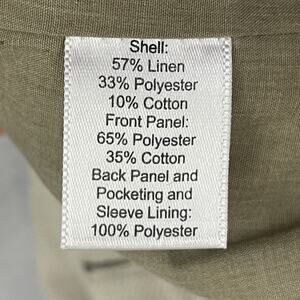 Shell:
57% Linen
33% Polyester
10% Cotton
Front Panel:
65% Polyester
35% Cotton
Back Panel and
Pocketing and
Sleeve Lining:
100% Polyester